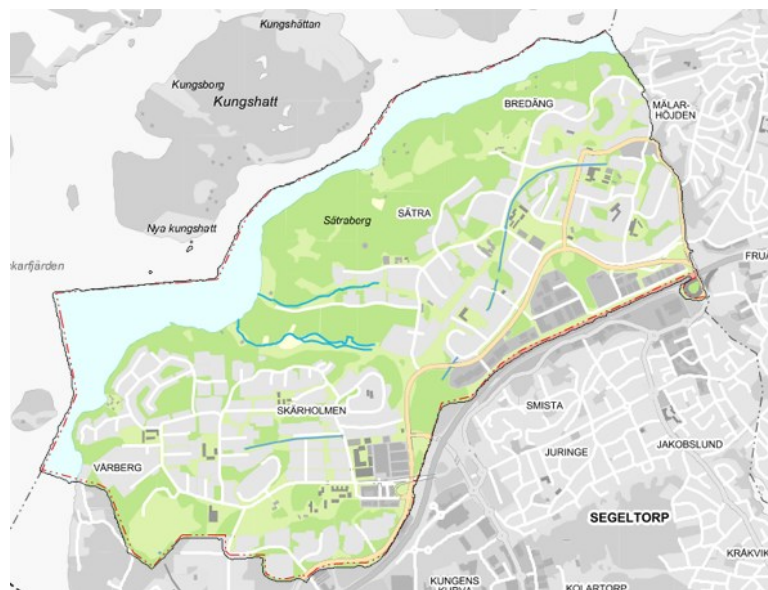 Kungshättan
Kungsborg
Kungshatt
BREDÄNG
MÄLAR-
HÖJDEN
Sätraberg
SÄTRA
Nya kungshatt
FRUÄ
karfjärden
SKÄRHOLMEN
SMISTA
VÅRBERG
JURINGE
JAKOBSLUND
SEGELTORP
KRÄKVIK
KUNGENS
KURVA
KOLARTORP